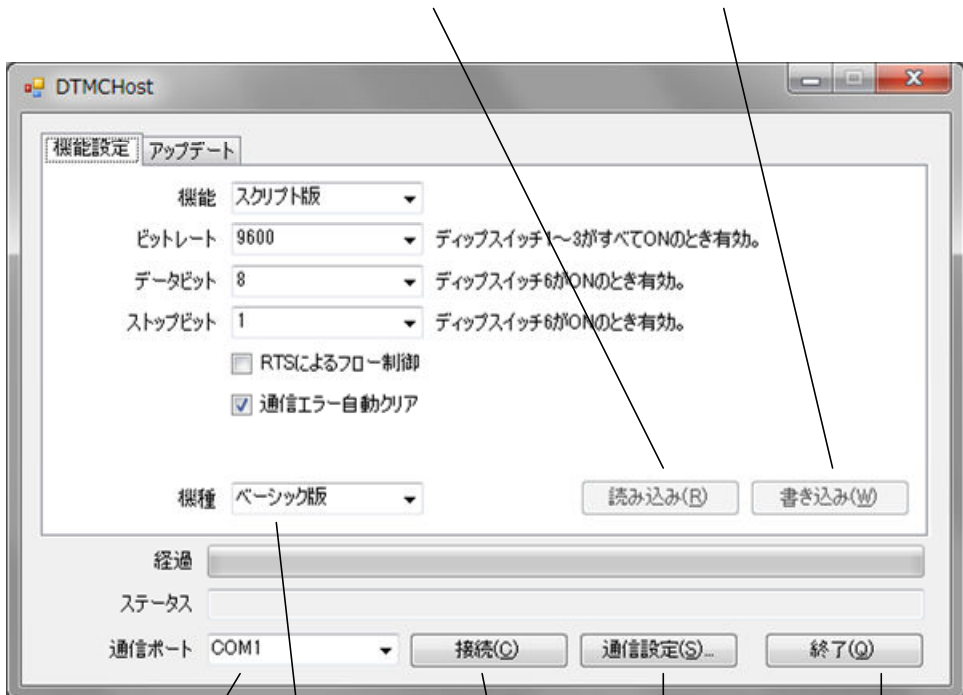 DTMCHost
機能設定 アップデート
機能 スクリプト版
ビットレート 9600 ディップスイッチ1～3がすべてONのとき有効。
データビット 8 ディップスイッチ6がONのとき有効。
ストップビット 1 ディップスイッチ6がONのとき有効。
RTSによるフロー制御
通信エラー自動クリア
機種 ベーシック版 読み込み(R) 書き込み(W)
経過
ステータス
通信ポート COM1 接続(C) 通信設定(S)... 終了(Q)